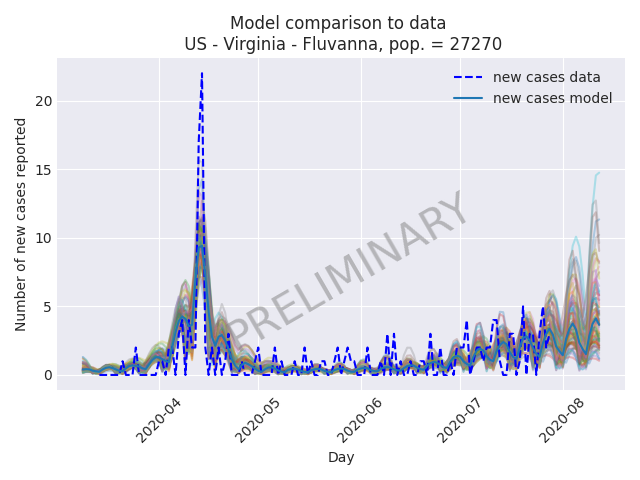 Model comparison to data
US - Virginia - Fluvanna, pop. = 27270
new cases data
new cases model
Number of new cases reported
20
15
10
5
0
PRELIMINARY
2020-04
2020-05
2020-06
2020-07
2020-08
Day